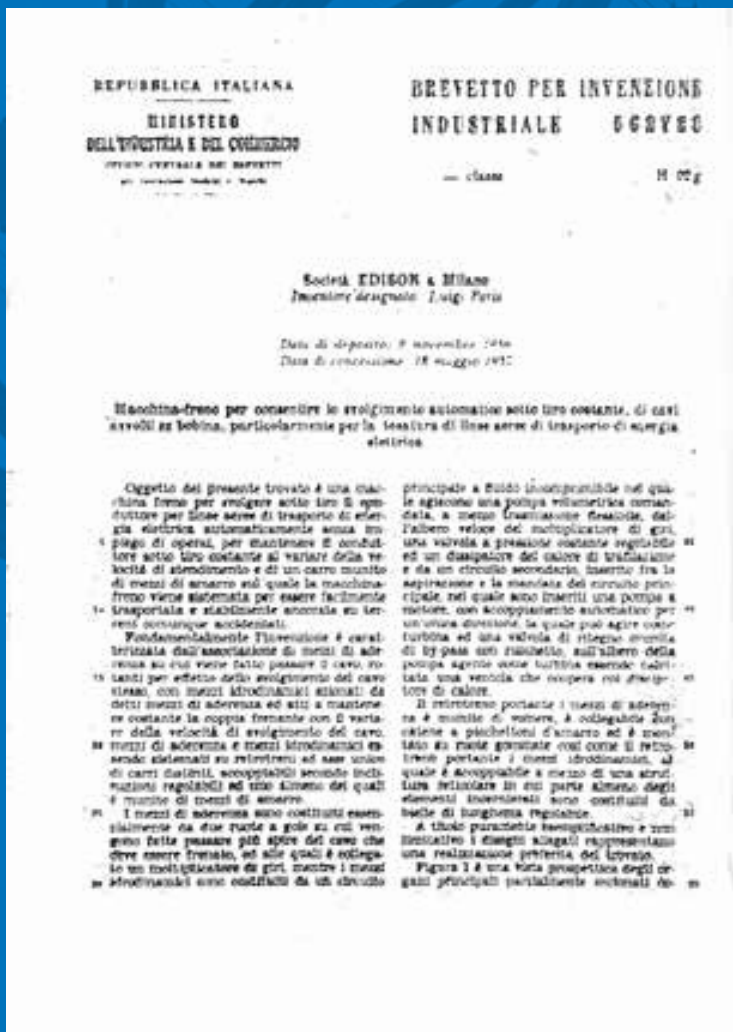 REPUBBLICA ITALIANA
MINISTERO
DELL'INDUSTRIA E DEL COMMERCIO
UFFICIO CENTRALE DEI BREVETTI
BREVETTO PER INVENZIONE
INDUSTRIALE
classe
H 02 g
Società EDISON a Milano
Inventore designato: Luigi Paris
Data di deposito: novembre
Data di concessione: 18 maggio
Macchina-freno per consentire lo svolgimento automatico sotto tiro costante, di cavi
avvolti su bobina, particolarmente per la tesatura di linee aeree di trasporto di energia
elettrica
Oggetto del presente trovato è una mac-
china freno per svolgere sotto tiro il con-
duttore per linee aeree di trasporto di ener-
gia elettrica automaticamente senza im-
piego di operai, per mantenere il condut-
tore sotto tiro costante al variare della ve-
locità di stendimento e di un carro munito
di mezzi di amarro sul quale la macchina-
freno viene sistemata per essere facilmente
trasportata e stabilmente ancorata su ter-
reni comunque accidentati.
Fondamentalmente l'invenzione è carat-
terizzata dall'associazione di mezzi di ade-
renza su cui viene fatto passare il cavo, ro-
tanti per effetto dello svolgimento del cavo
stesso, con mezzi idrodinamici azionati da
detti mezzi di aderenza ed atti a mantene-
re costante la coppia frenante con il varia-
re della velocità di svolgimento del cavo,
mezzi di aderenza e mezzi idrodinamici es-
sendo sistemati su retrotreni ad asse unico
di carri distinti, accoppiabili secondo incli-
nazioni regolabili ed uno almeno dei quali
è munito di mezzi di amarro.
I mezzi di aderenza sono costituiti essen-
zialmente da due ruote a gole su cui ven-
gono fatte passare più spire del cavo che
deve essere frenato, ed alle quali è collega-
to un moltiplicatore di giri, mentre i mezzi
idrodinamici sono costituiti da un circuito
principale a fluido incomprimibile nel qua-
le agiscono una pompa volumetrica coman-
data, a mezzo trasmissione flessibile, dal-
l'albero veloce del moltiplicatore di giri,
una valvola a pressione costante regolabile
ed un dissipatore del calore di trafilazione
e da un circuito secondario, inserito fra la
aspirazione e la mandata del circuito prin-
cipale, nel quale sono inseriti una pompa a
motore, con accoppiamento automatico per
un'unica direzione, la quale può agire come
turbina ed una valvola di ritegno munita
di by-pass con rubinetto, sull'albero della
pompa agente come turbina essendo calet-
tata una ventola che coopera col dissipa-
tore di calore.
Il retrotreno portante i mezzi di aderen-
za è munito di vomere, è collegabile con
catene a picchettoni d'amarro ed è mon-
tato su ruote gommate così come il retro-
treno portante i mezzi idrodinamici, al
quale è accoppiabile a mezzo di una strut-
tura reticolare in cui parte almeno degli
elementi incernierati sono costituiti da
bielle di lunghezza regolabile.
A titolo puramente esemplificativo e non
limitativo i disegni allegati rappresentano
una realizzazione preferita del trovato.
Figura 1 è una vista prospettica degli or-
gani principali parzialmente sezionati